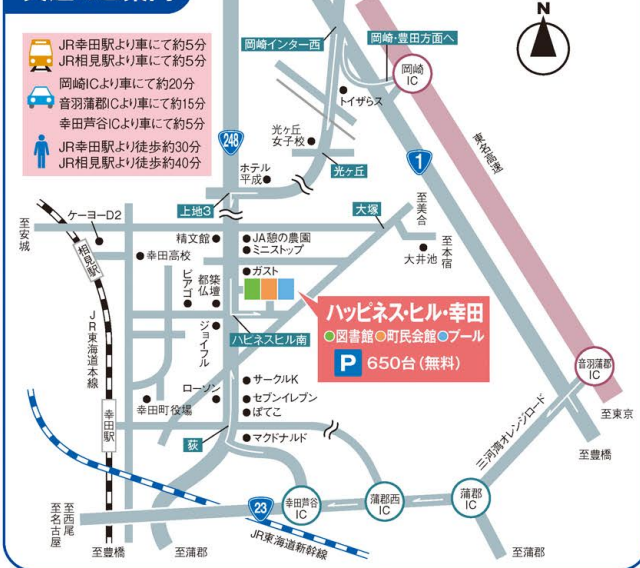 N
JR幸田駅より車にて約5分
JR相見駅より車にて約5分
岡崎ICより車にて約20分
音羽蒲郡ICより車にて約15分
幸田芦谷ICより車にて約5分
JR幸田駅より徒歩約30分
JR相見駅より徒歩約40分
岡崎インター西
岡崎・豊田方面へ
岡崎
IC
トイザらス
東名高速
248
1
光ヶ丘
女子校
光ヶ丘
ホテル
平成
上地3
大塚
至美合
至本宿
大井池
至安城
ケーヨーD2
相見駅
精文館
JA憩の農園
ミニストップ
幸田高校
ガスト
ピアゴ
都築
仏壇
ハッピネス・ヒル・幸田
図書館
町民会館
プール
P 650台（無料）
ハピネスヒル南
ジョイフル
JR東海道本線
音羽蒲郡
IC
至東京
至豊橋
サークルK
ローソン
セブンイレブン
ぽてこ
幸田町役場
幸田駅
荻
マクドナルド
三河湾オレンジロード
23
幸田芦谷
IC
蒲郡西
IC
蒲郡
IC
至西尾
至名古屋
至豊橋
至蒲郡
JR東海道新幹線
至蒲郡